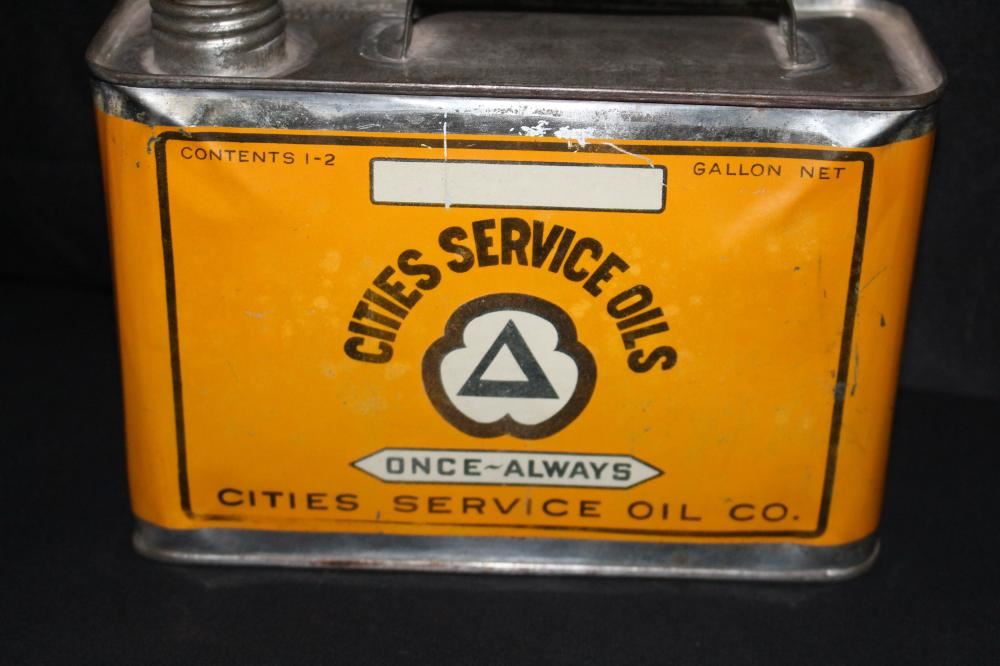 CONTENTS 1-2
GALLON NET
CITIES SERVICE OILS
ONCE~ALWAYS
CITIES SERVICE OIL CO.